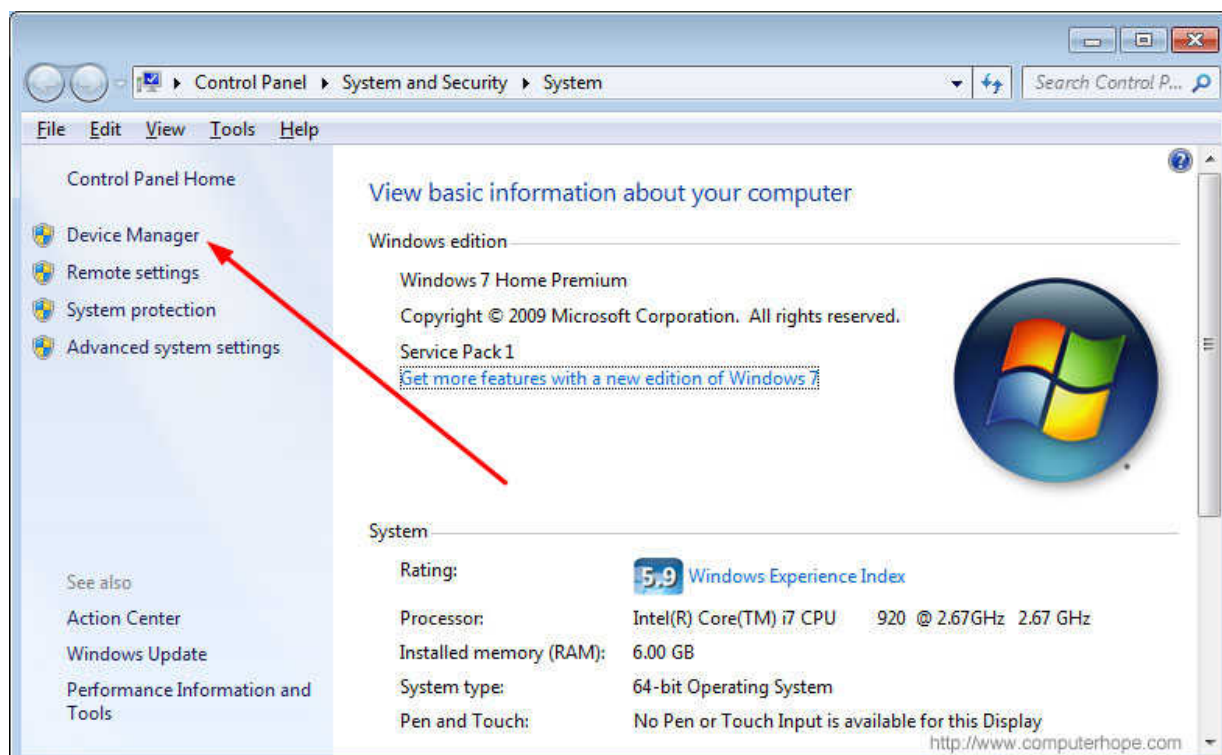 Control Panel ▸ System and Security ▸ System
Search Control P...
File Edit View Tools Help
Control Panel Home
Device Manager
Remote settings
System protection
Advanced system settings
See also
Action Center
Windows Update
Performance Information and
Tools
View basic information about your computer
Windows edition
Windows 7 Home Premium
Copyright © 2009 Microsoft Corporation. All rights reserved.
Service Pack 1
Get more features with a new edition of Windows 7
System
Rating: 5,9 Windows Experience Index
Processor: Intel(R) Core(TM) i7 CPU 920 @ 2.67GHz 2.67 GHz
Installed memory (RAM): 6.00 GB
System type: 64-bit Operating System
Pen and Touch: No Pen or Touch Input is available for this Display
http://www.computerhope.com